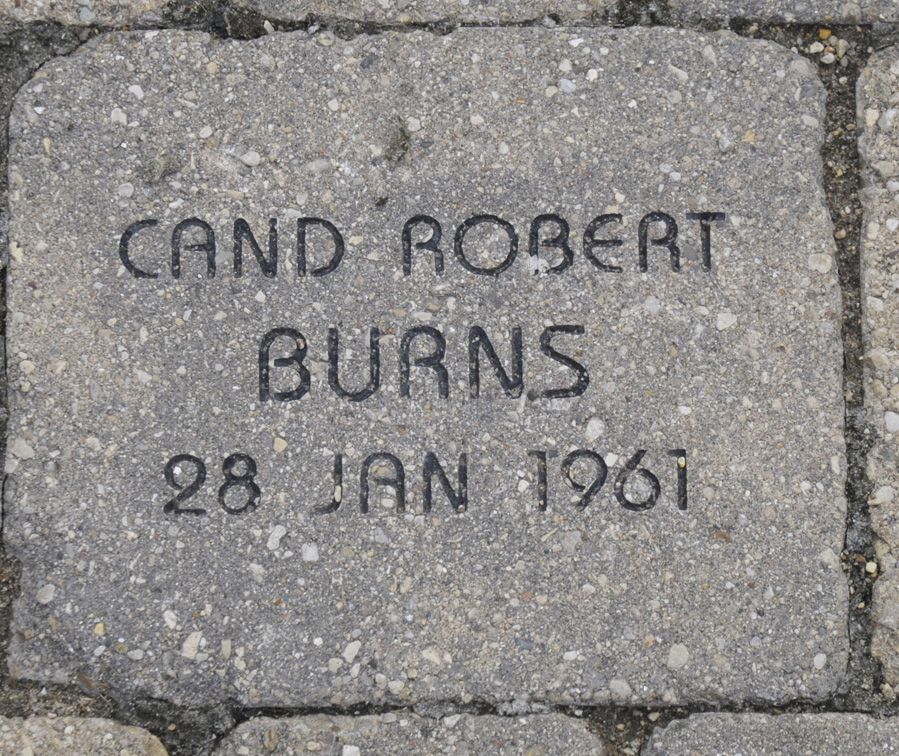 CAND ROBERT
BURNS
28 JAN 1961